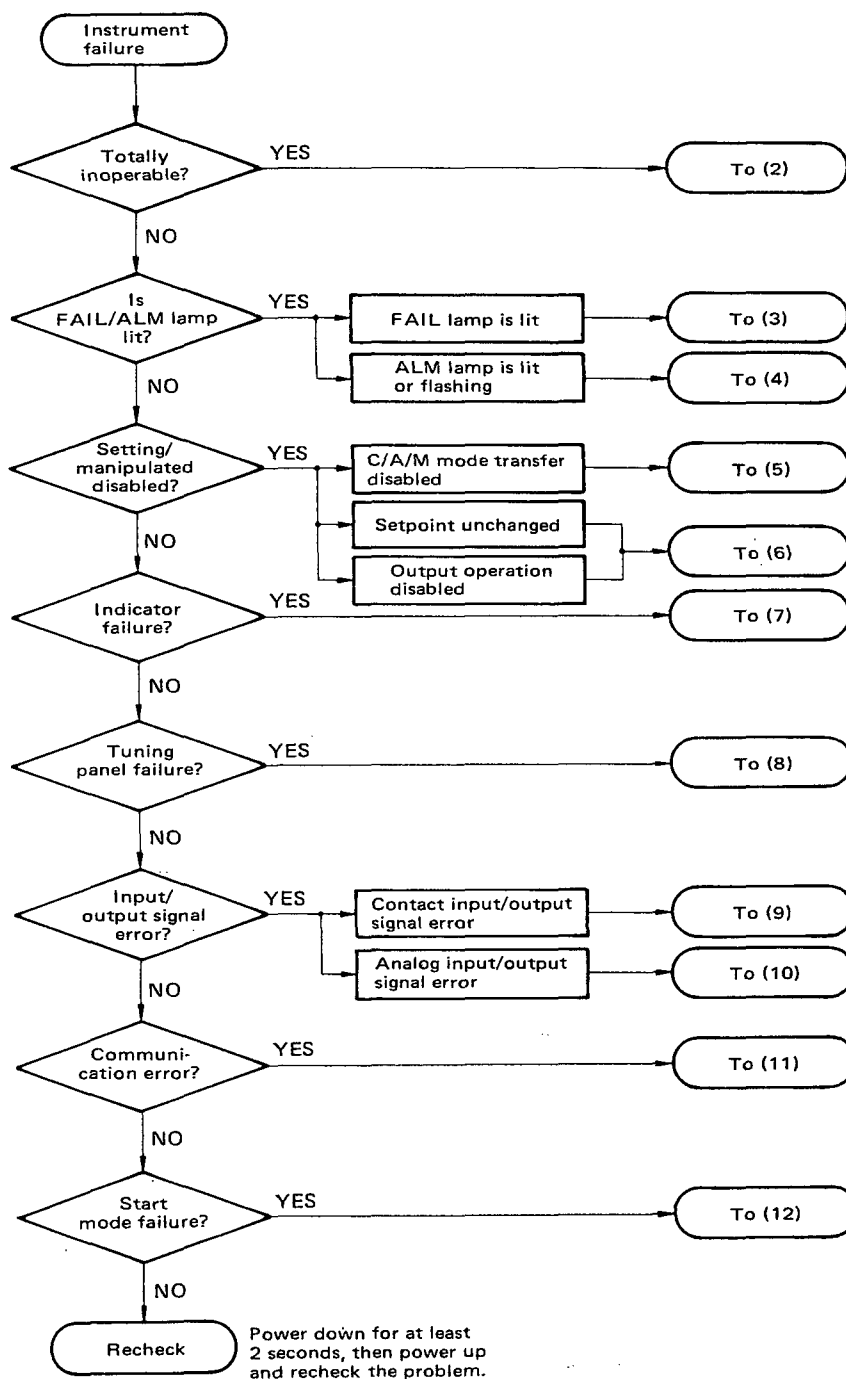 Instrument
failure
Totally
inoperable?
YES
To (2)
NO
Is
FAIL/ALM lamp
lit?
YES
FAIL lamp is lit
To (3)
ALM lamp is lit
or flashing
To (4)
NO
Setting/
manipulated
disabled?
YES
C/A/M mode transfer
disabled
To (5)
Setpoint unchanged
Output operation
disabled
To (6)
NO
Indicator
failure?
YES
To (7)
NO
Tuning
panel failure?
YES
To (8)
NO
Input/
output signal
error?
YES
Contact input/output
signal error
To (9)
Analog input/output
signal error
To (10)
NO
Communi-
cation error?
YES
To (11)
NO
Start
mode failure?
YES
To (12)
NO
Recheck
Power down for at least
2 seconds, then power up
and recheck the problem.